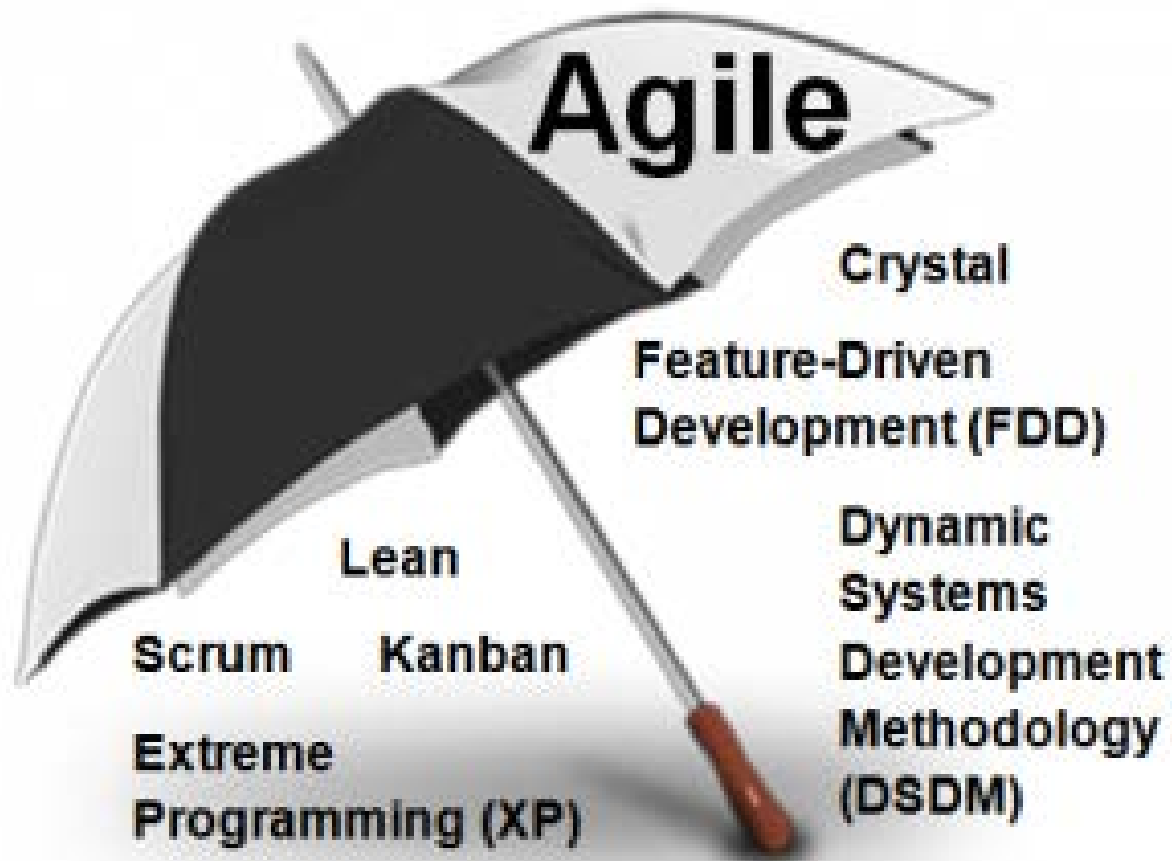 Agile
Crystal
Feature-Driven
Development (FDD)
Lean
Scrum
Kanban
Extreme
Programming (XP)
Dynamic
Systems
Development
Methodology
(DSDM)